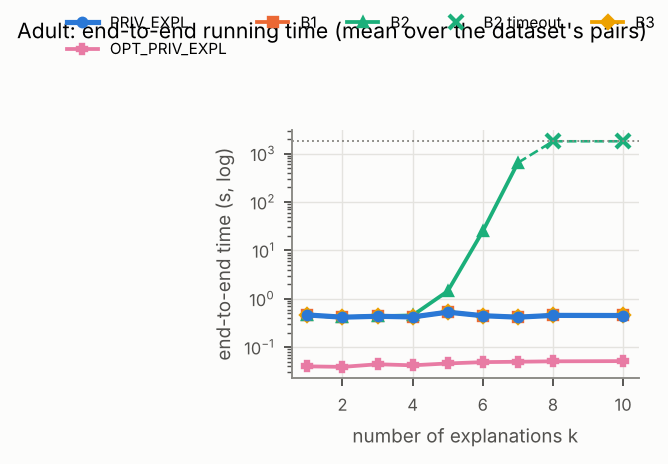 Adult: end-to-end running time (mean over the dataset's pairs)
PRIV_EXPL B1 B2 B2 timeout B3
OPT_PRIV_EXPL
end-to-end time (s, log)
10³
10²
10¹
10⁰
10⁻¹
2 4 6 8 10
number of explanations k